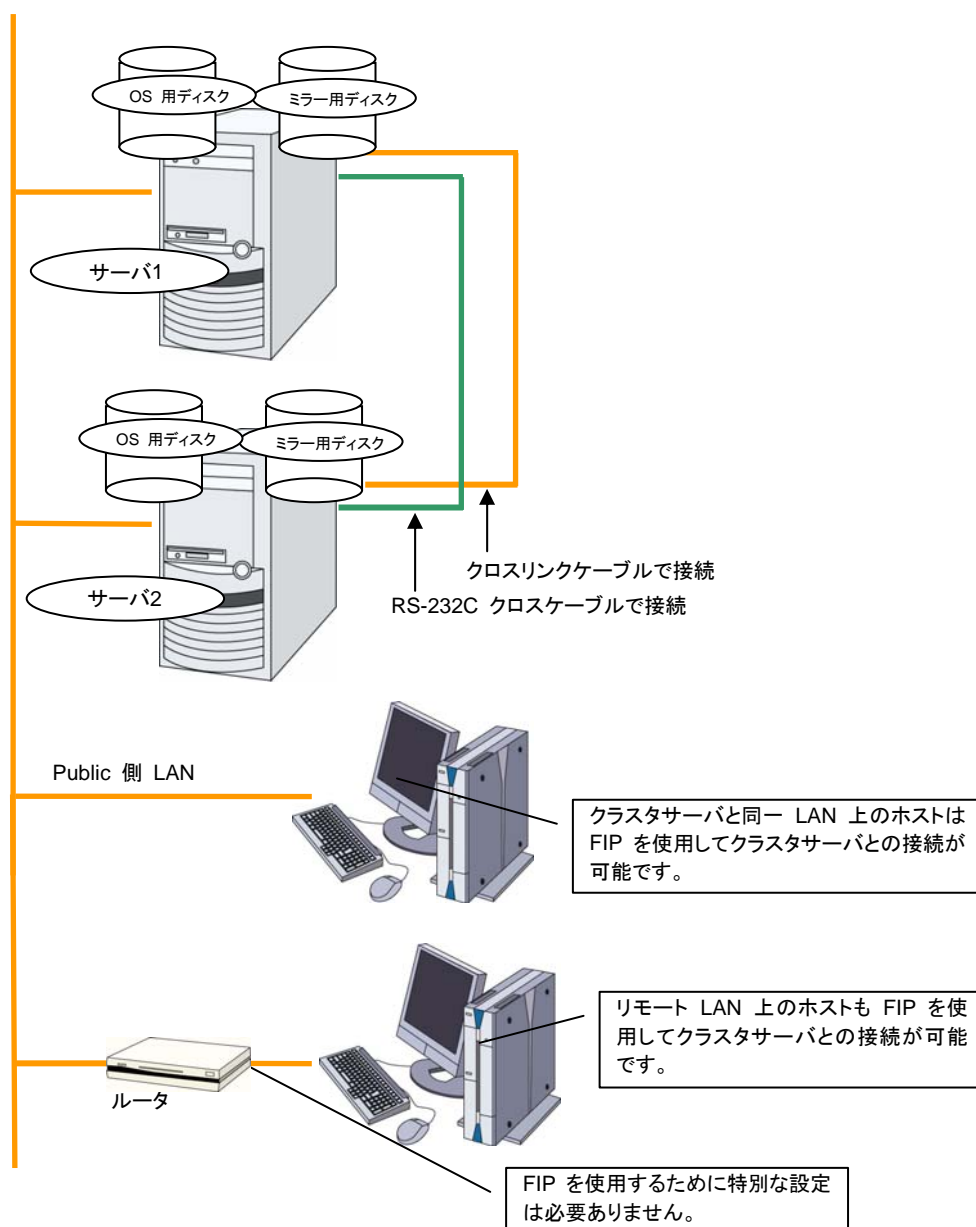 OS 用ディスク
ミラー用ディスク
サーバ1
OS 用ディスク
ミラー用ディスク
サーバ2
クロスリンクケーブルで接続
RS-232C クロスケーブルで接続
Public 側 LAN
クラスタサーバと同一 LAN 上のホストは
FIP を使用してクラスタサーバとの接続が
可能です。
リモート LAN 上のホストも FIP を使
用してクラスタサーバとの接続が可能
です。
ルータ
FIP を使用するために特別な設定
は必要ありません。